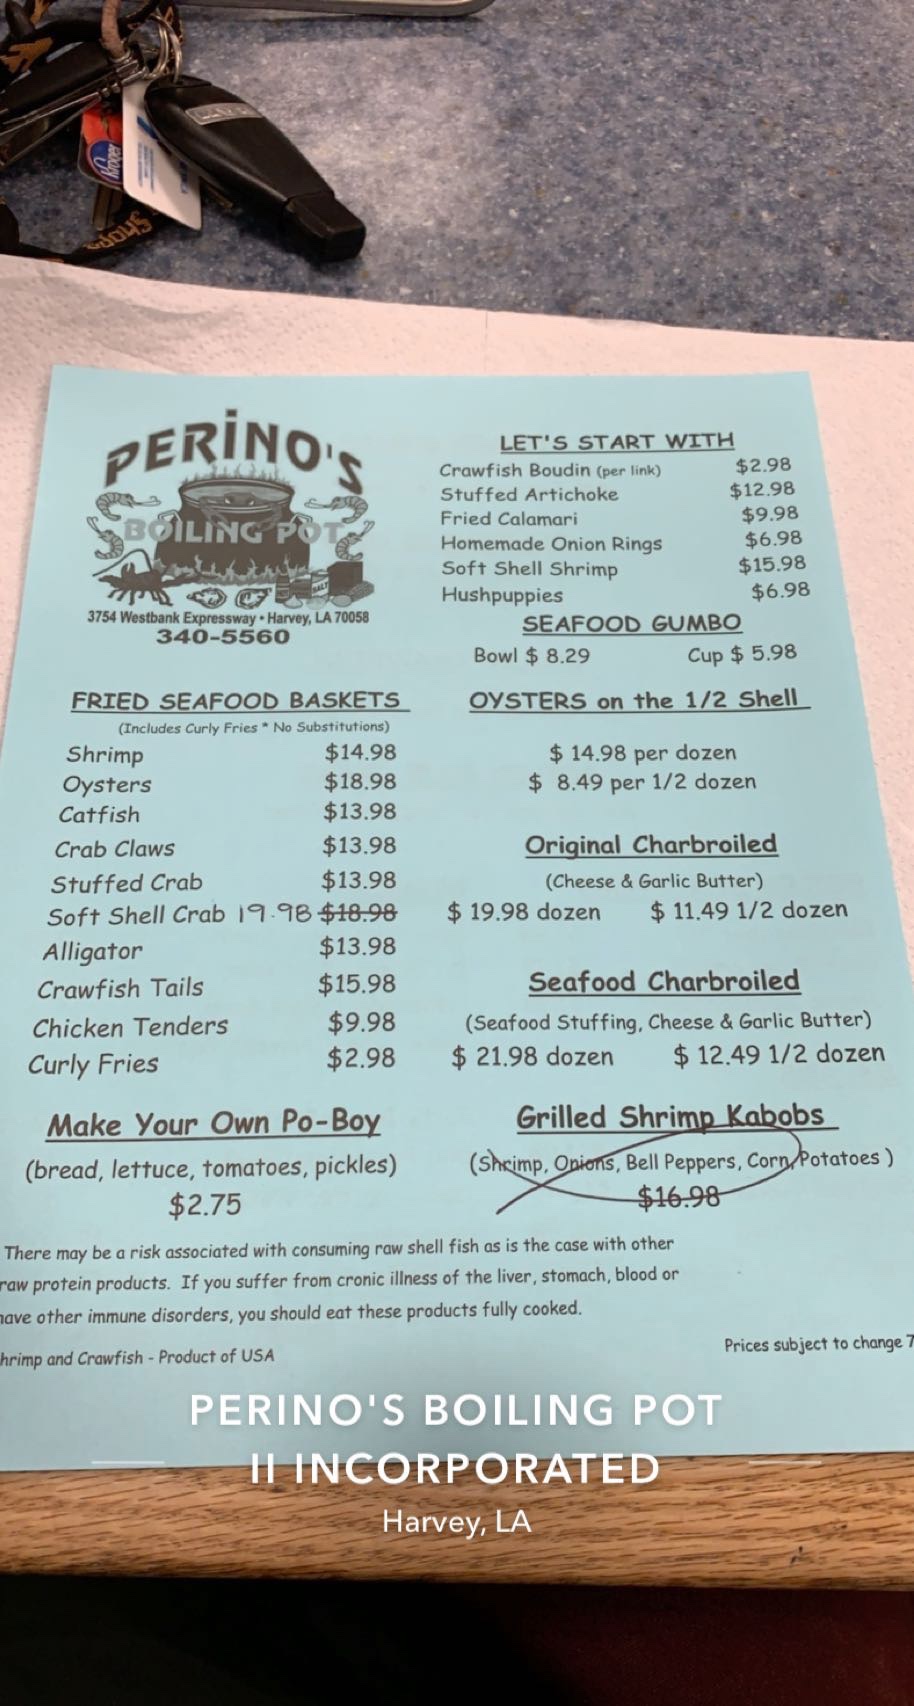 Kroger
SHOPS
PERINO'S
BOILING POT
SALT
3754 Westbank Expressway • Harvey, LA 70058
340-5560
LET'S START WITH
Crawfish Boudin (per link) $2.98
Stuffed Artichoke $12.98
Fried Calamari $9.98
Homemade Onion Rings $6.98
Soft Shell Shrimp $15.98
Hushpuppies $6.98
SEAFOOD GUMBO
Bowl $ 8.29 Cup $ 5.98
FRIED SEAFOOD BASKETS
(Includes Curly Fries * No Substitutions)
Shrimp $14.98
Oysters $18.98
Catfish $13.98
Crab Claws $13.98
Stuffed Crab $13.98
Soft Shell Crab 19.98 $18.98
Alligator $13.98
Crawfish Tails $15.98
Chicken Tenders $9.98
Curly Fries $2.98
OYSTERS on the 1/2 Shell
$ 14.98 per dozen
$ 8.49 per 1/2 dozen
Original Charbroiled
(Cheese & Garlic Butter)
$ 19.98 dozen $ 11.49 1/2 dozen
Seafood Charbroiled
(Seafood Stuffing, Cheese & Garlic Butter)
$ 21.98 dozen $ 12.49 1/2 dozen
Make Your Own Po-Boy
(bread, lettuce, tomatoes, pickles)
$2.75
Grilled Shrimp Kabobs
(Shrimp, Onions, Bell Peppers, Corn, Potatoes )
$16.98
There may be a risk associated with consuming raw shell fish as is the case with other
raw protein products. If you suffer from cronic illness of the liver, stomach, blood or
have other immune disorders, you should eat these products fully cooked.
hrimp and Crawfish - Product of USA
Prices subject to change 7
PERINO'S BOILING POT
II INCORPORATED
Harvey, LA